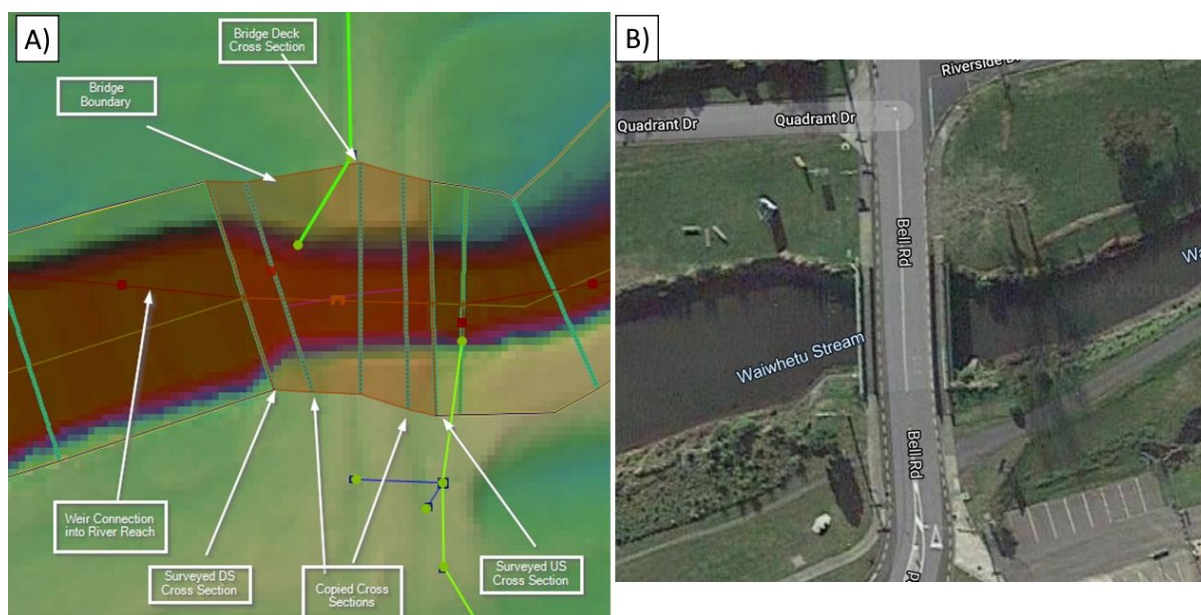 A)
Bridge Deck
Cross Section
Bridge
Boundary
Weir Connection
into River Reach
Surveyed DS
Cross Section
Copied Cross
Sections
Surveyed US
Cross Section
B)
Riverside
Quadrant Dr
Quadrant Dr
Bell Rd
Waiwhetu Stream
Bell Rd